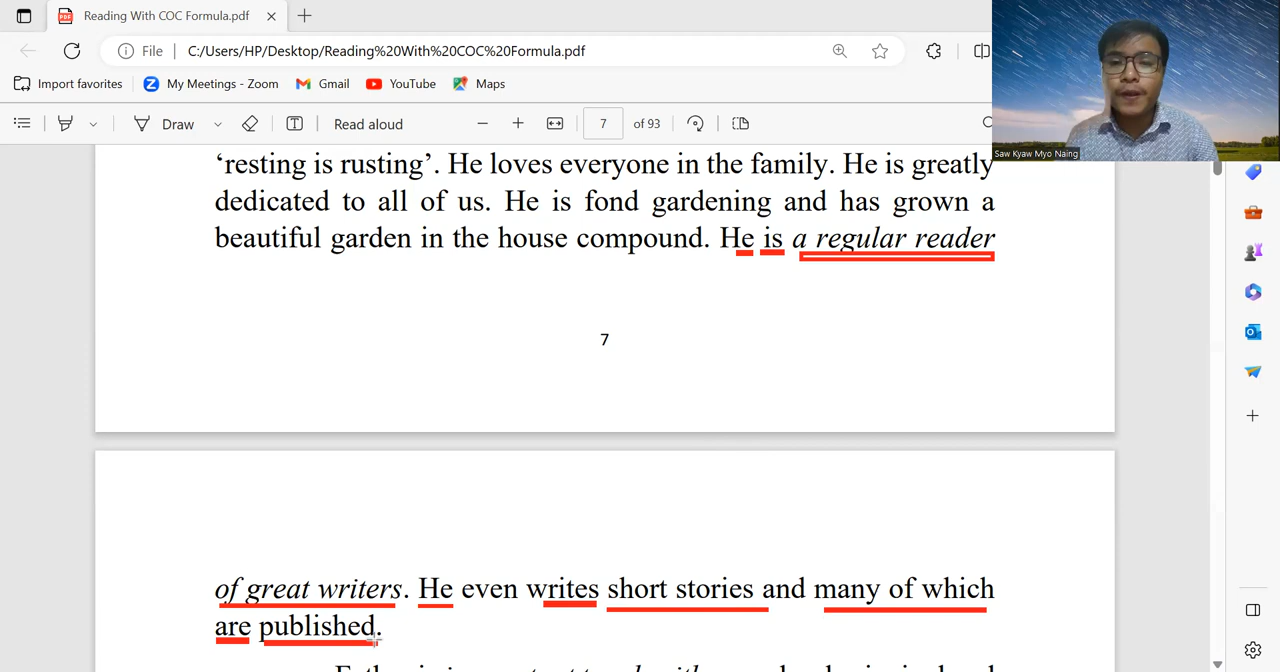 Reading With COC Formula.pdf
File
C:/Users/HP/Desktop/Reading%20With%20COC%20Formula.pdf
Import favorites
My Meetings - Zoom
Gmail
YouTube
Maps
Draw
Read aloud
7
of 93
Saw Kyaw Myo Naing
‘resting is rusting’. He loves everyone in the family. He is greatly
dedicated to all of us. He is fond gardening and has grown a
beautiful garden in the house compound. He is a regular reader
7
of great writers. He even writes short stories and many of which
are published.